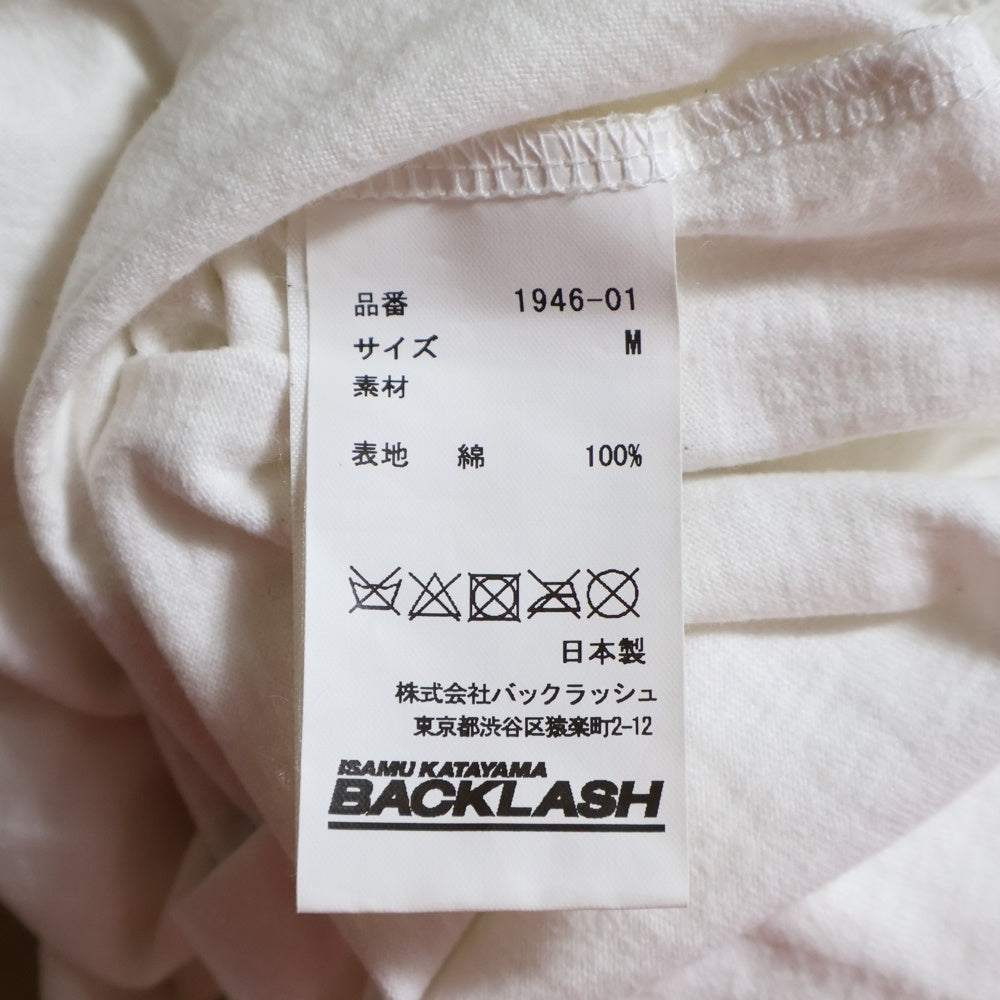 品番 1946-01
サイズ M
素材
表地 綿 100%
日本製
株式会社バックラッシュ
東京都渋谷区猿楽町2-12
ISAMU KATAYAMA
BACKLASH